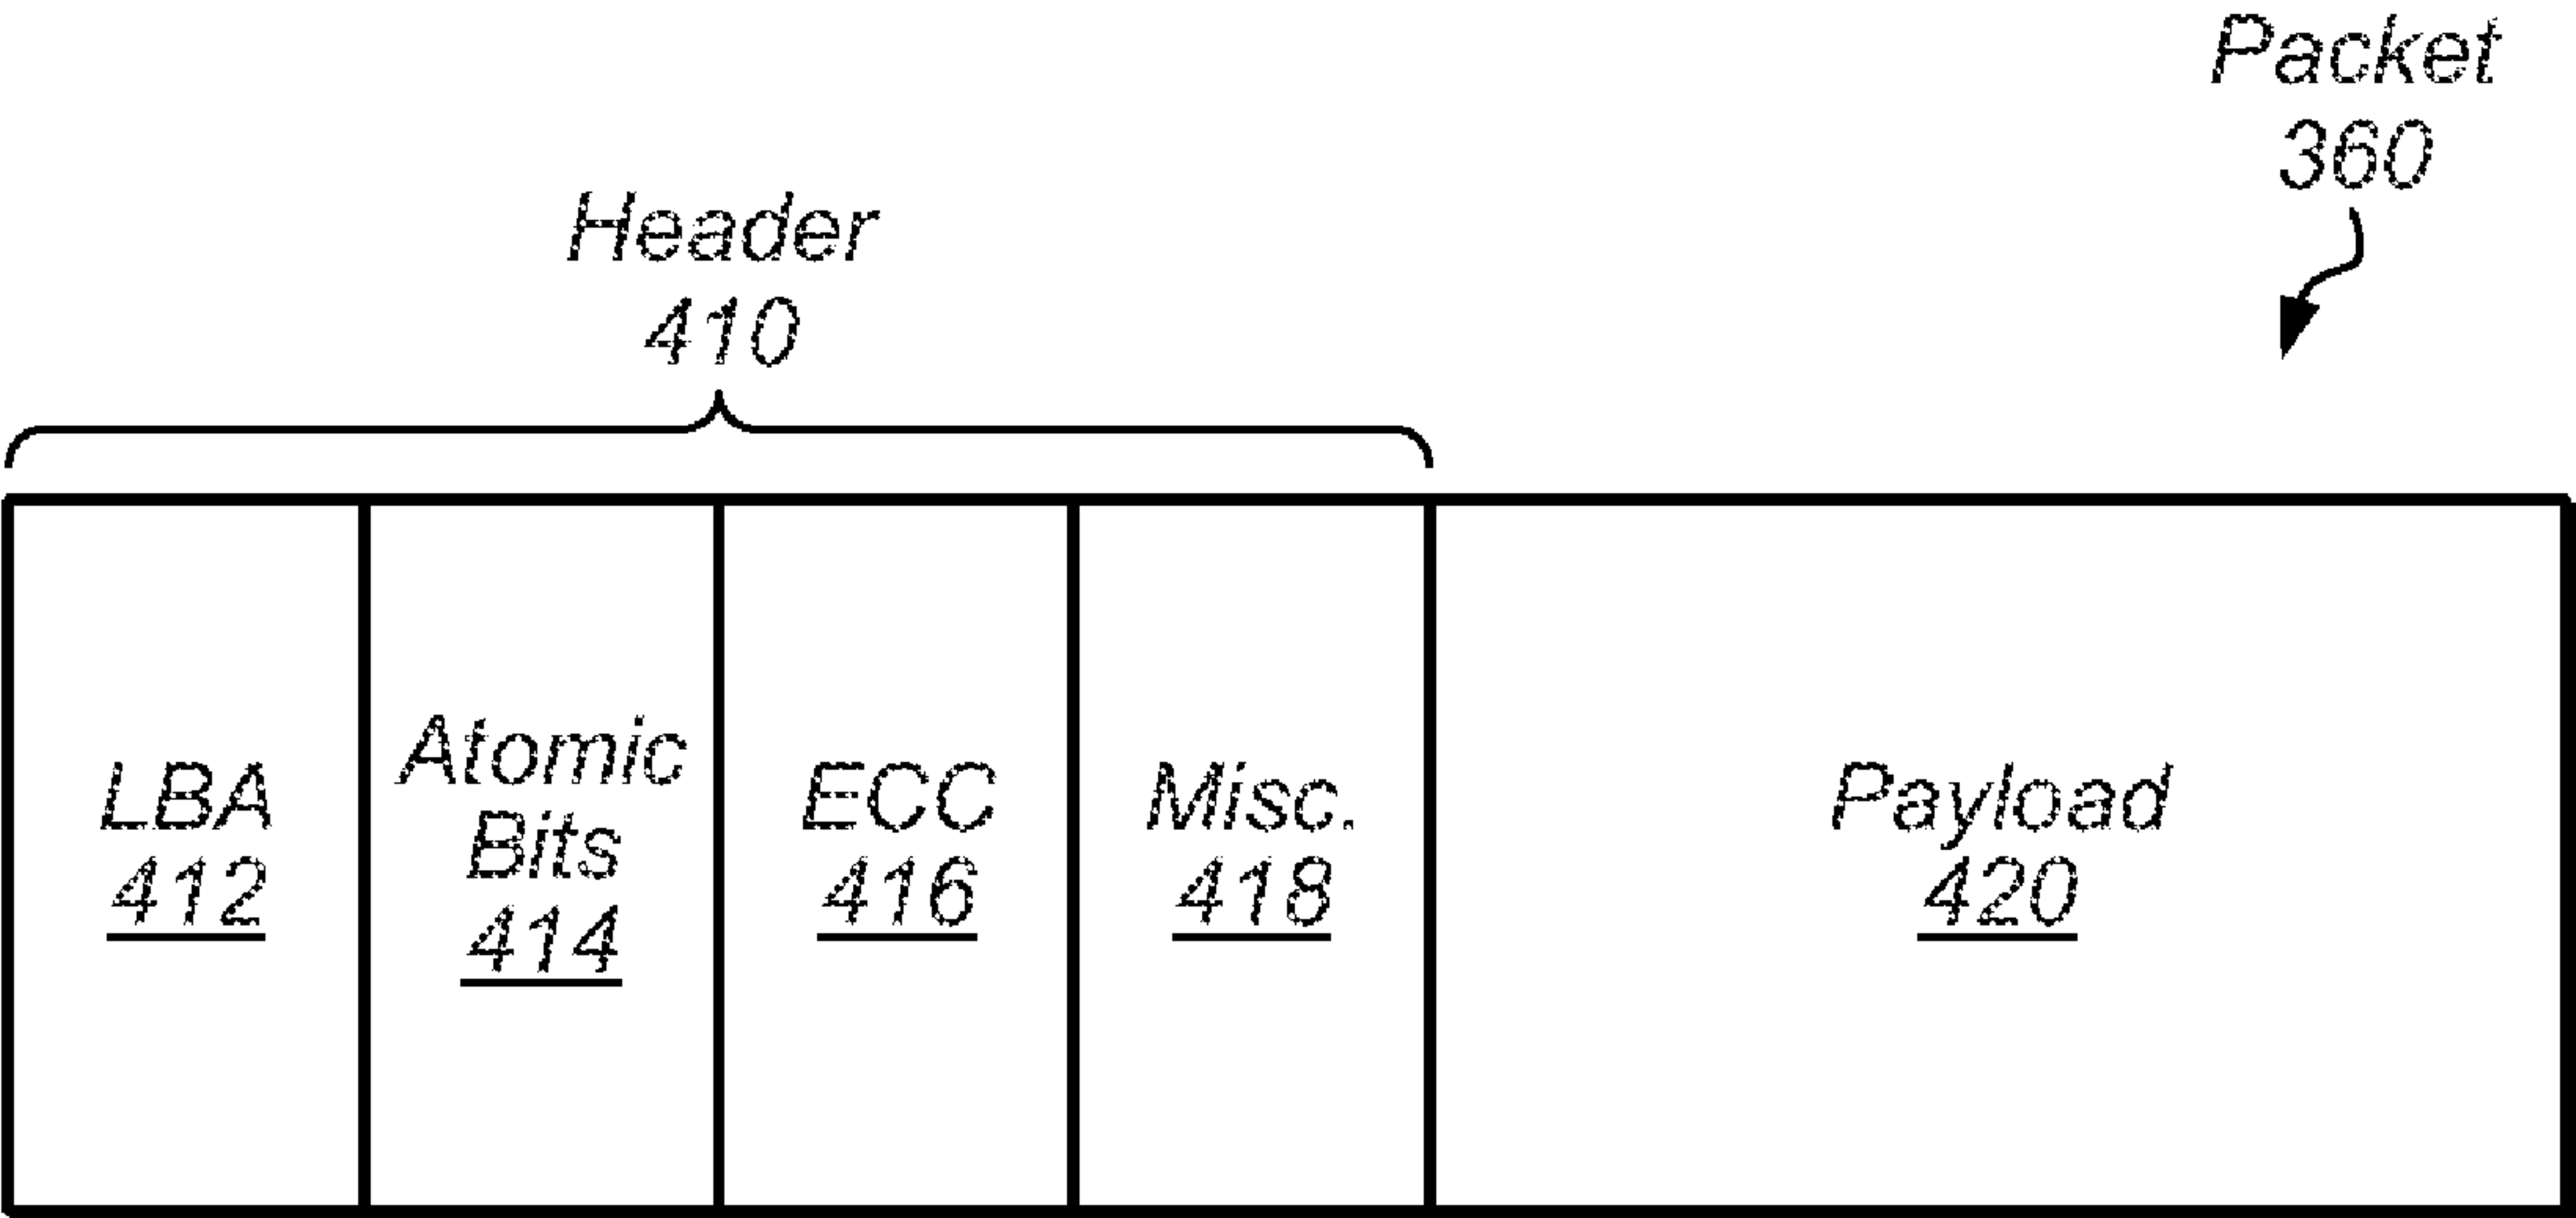 Packet
360
Header
410
LBA
412
Atomic
Bits
414
ECC
416
Misc.
418
Payload
420